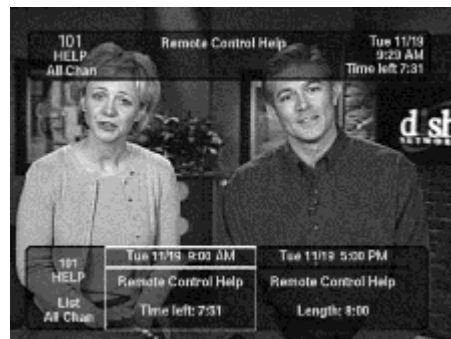 101
HELP
All Chan
Remote Control Help
Tue 11/19
9:29 AM
Time left 7:31
dish
NETWORK
101
HELP
List
All Chan
Tue 11/19 9:00 AM
Remote Control Help
Time left: 7:31
Tue 11/19 5:00 PM
Remote Control Help
Length: 8:00